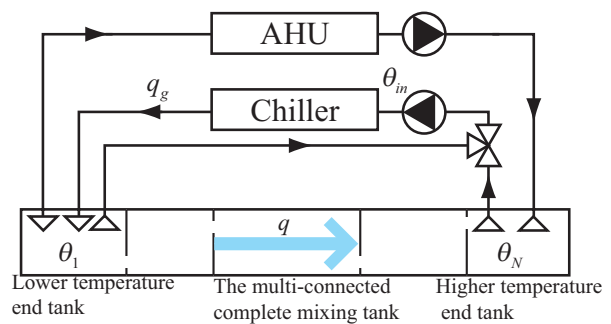 AHU
q_g
θ_in
Chiller
q
θ_1
θ_N
Lower temperature
end tank
The multi-connected
complete mixing tank
Higher temperature
end tank